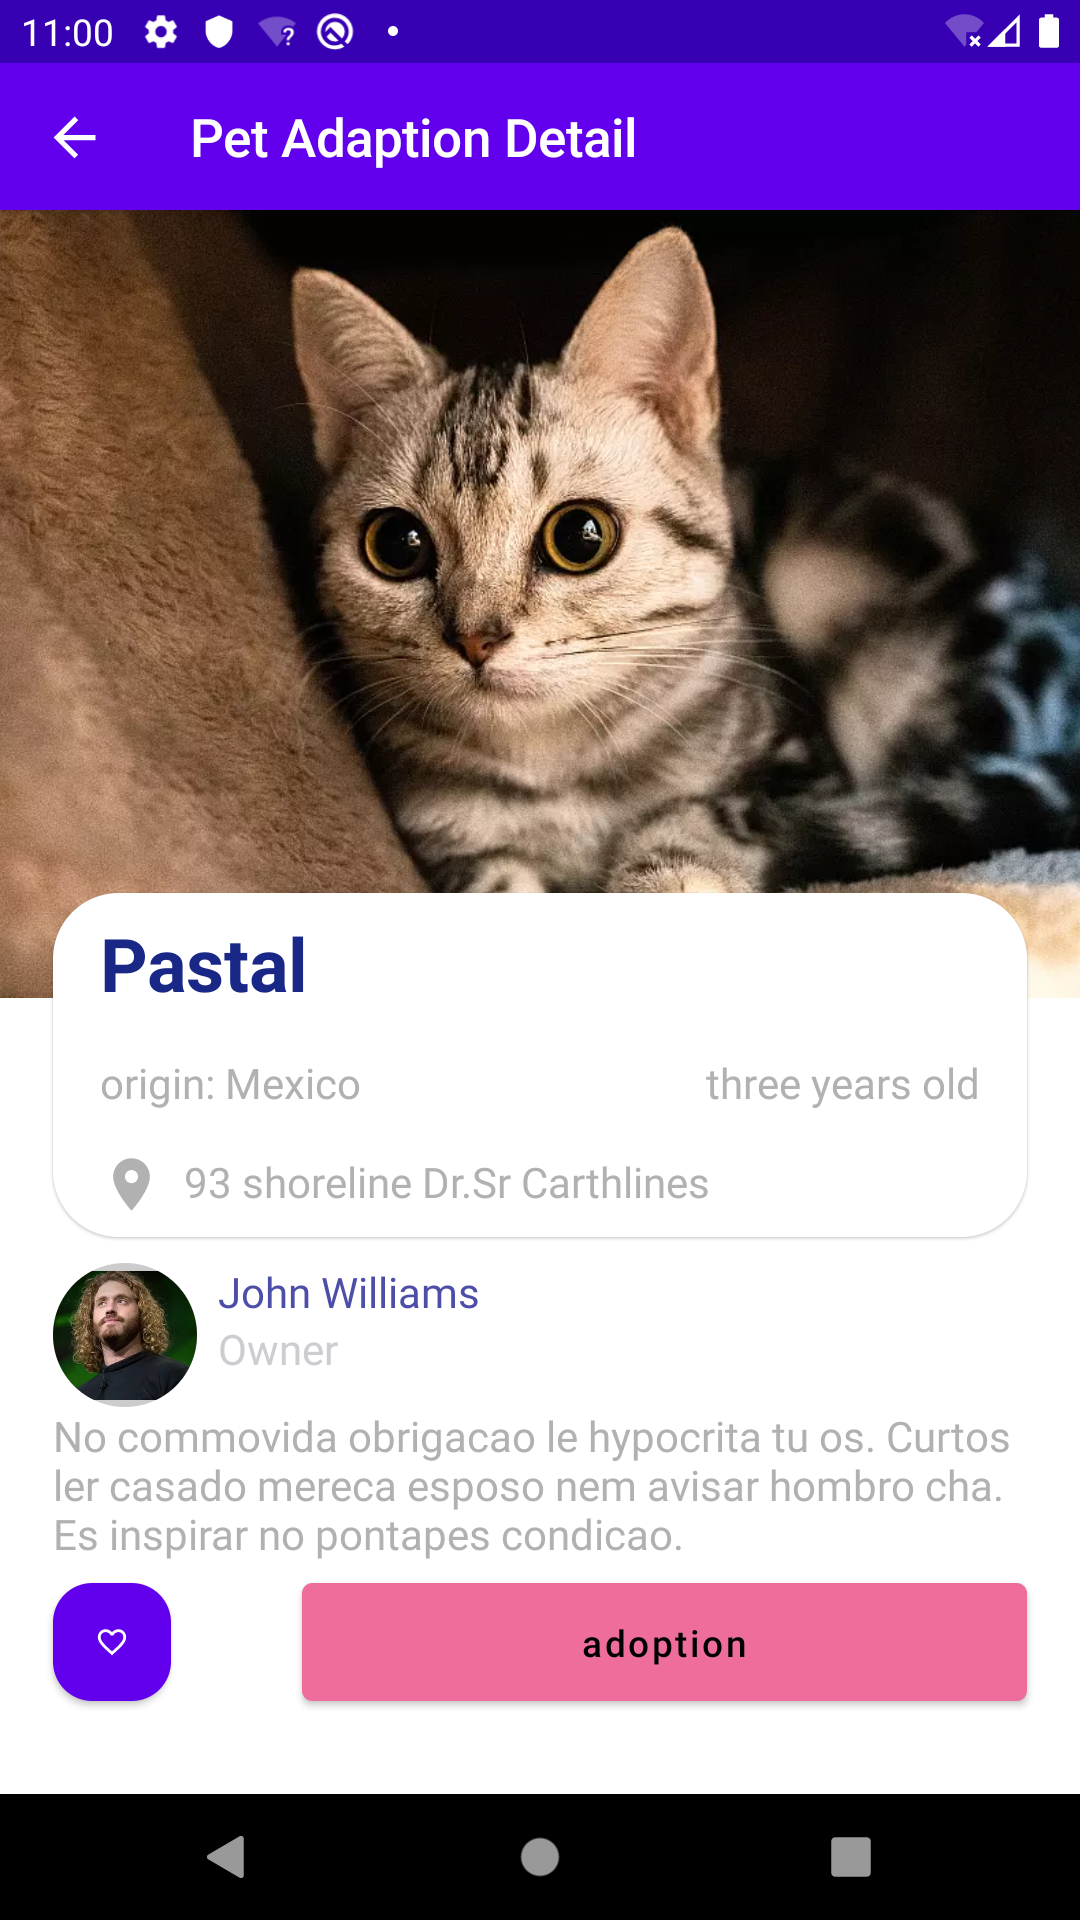 11:00
Pet Adaption Detail
Pastal
origin: Mexico
three years old
93 shoreline Dr.Sr Carthlines
John Williams
Owner
No commovida obrigacao le hypocrita tu os. Curtos
ler casado mereca esposo nem avisar hombro cha.
Es inspirar no pontapes condicao.
adoption